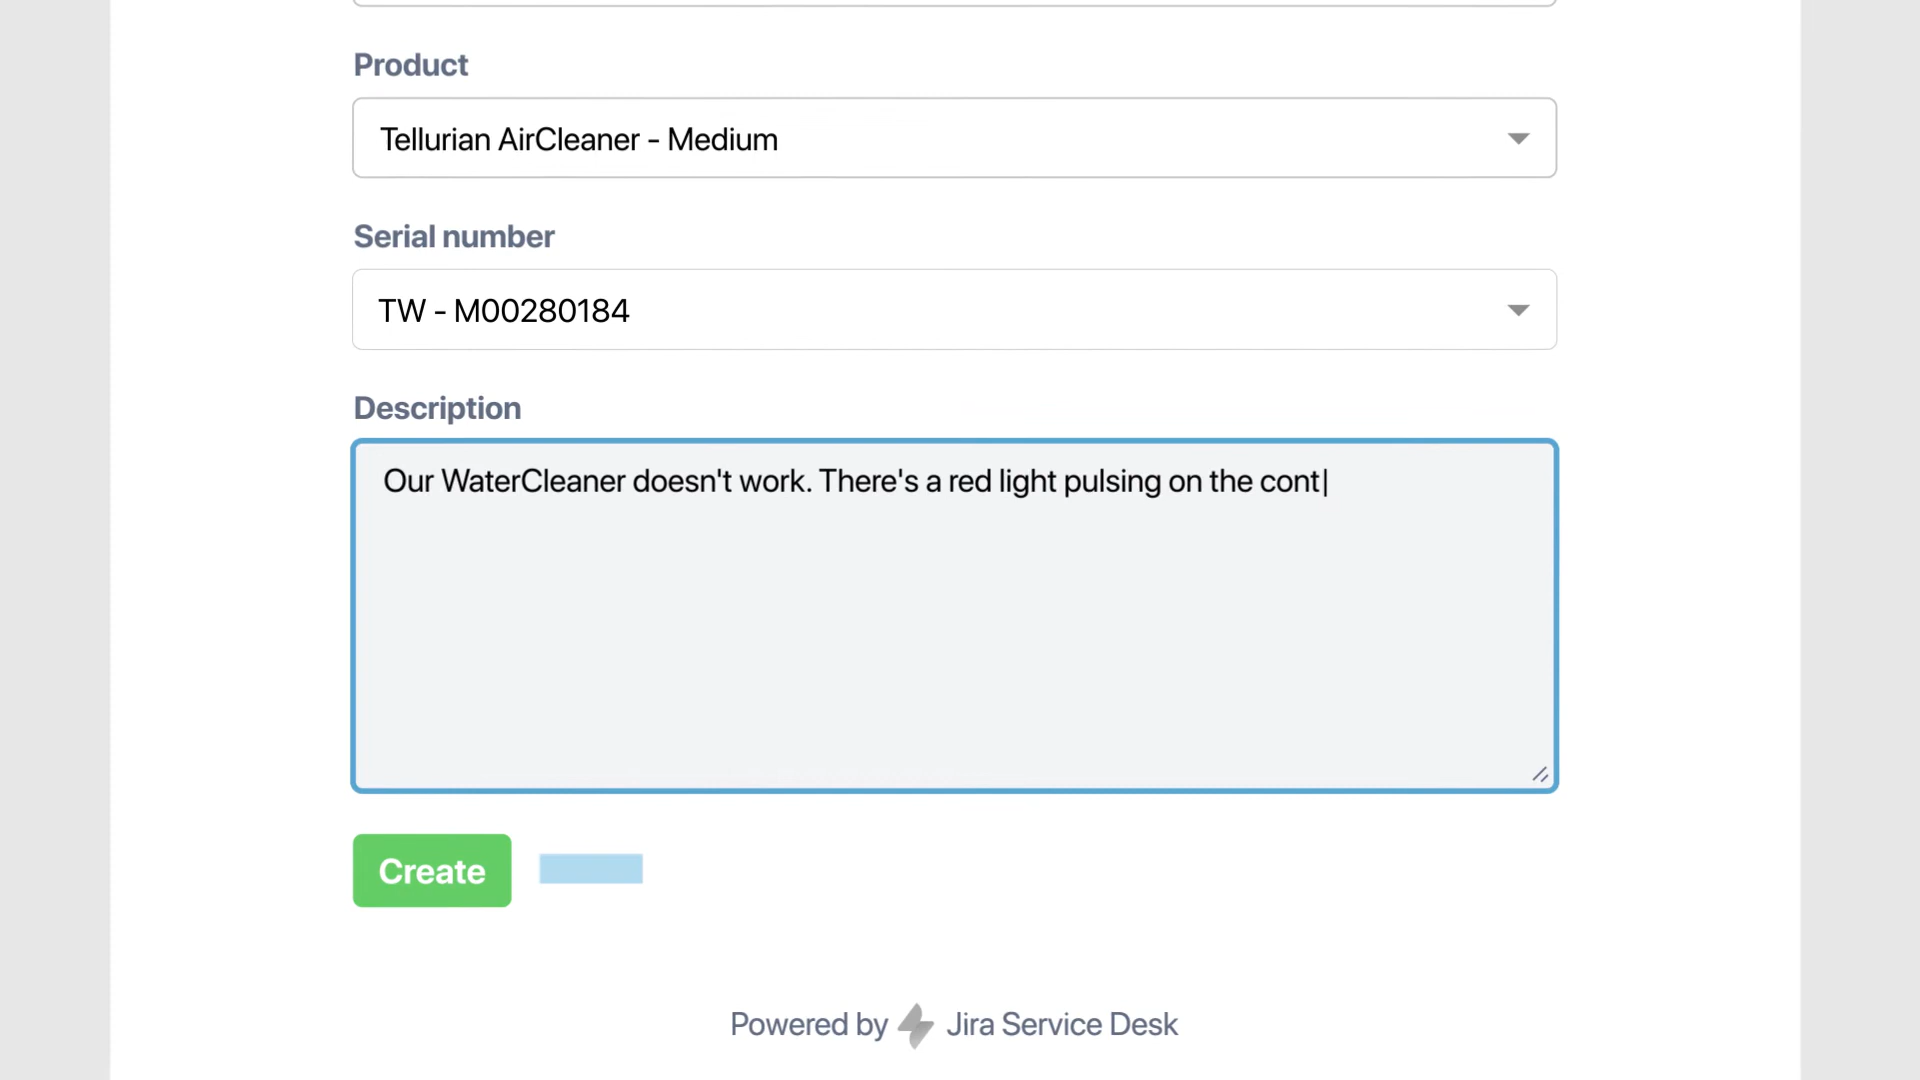 Product
Tellurian AirCleaner - Medium
Serial number
TW - M00280184
Description
Our WaterCleaner doesn't work. There's a red light pulsing on the cont
Create
Powered by Jira Service Desk